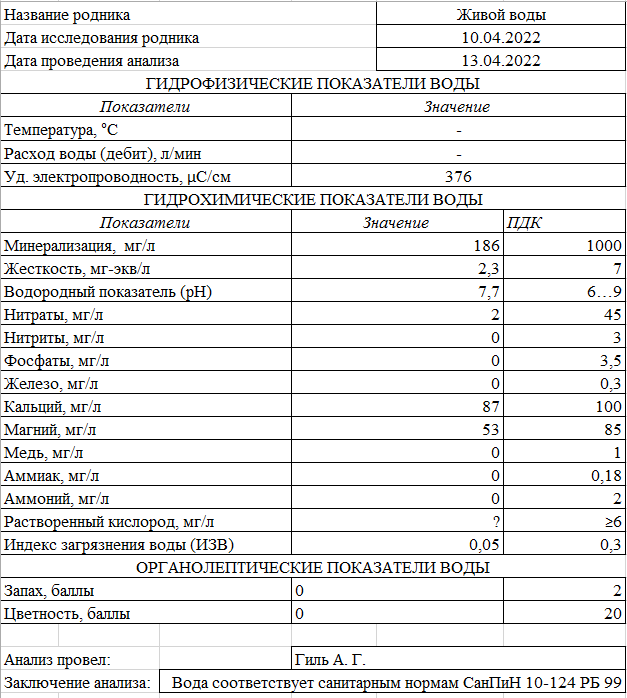 Название родника Живой воды
Дата исследования родника 10.04.2022
Дата проведения анализа 13.04.2022
ГИДРОФИЗИЧЕСКИЕ ПОКАЗАТЕЛИ ВОДЫ
Показатели Значение
Температура, °С -
Расход воды (дебит), л/мин -
Уд. электропроводность, µС/см 376
ГИДРОХИМИЧЕСКИЕ ПОКАЗАТЕЛИ ВОДЫ
Показатели Значение ПДК
Минерализация, мг/л 186 1000
Жесткость, мг-экв/л 2,3 7
Водородный показатель (pH) 7,7 6…9
Нитраты, мг/л 2 45
Нитриты, мг/л 0 3
Фосфаты, мг/л 0 3,5
Железо, мг/л 0 0,3
Кальций, мг/л 87 100
Магний, мг/л 53 85
Медь, мг/л 0 1
Аммиак, мг/л 0 0,18
Аммоний, мг/л 0 2
Растворенный кислород, мг/л ? ≥6
Индекс загрязнения воды (ИЗВ) 0,05 0,3
ОРГАНОЛЕПТИЧЕСКИЕ ПОКАЗАТЕЛИ ВОДЫ
Запах, баллы 0 2
Цветность, баллы 0 20
Анализ провел: Гиль А. Г.
Заключение анализа: Вода соответствует санитарным нормам СанПиН 10-124 РБ 99